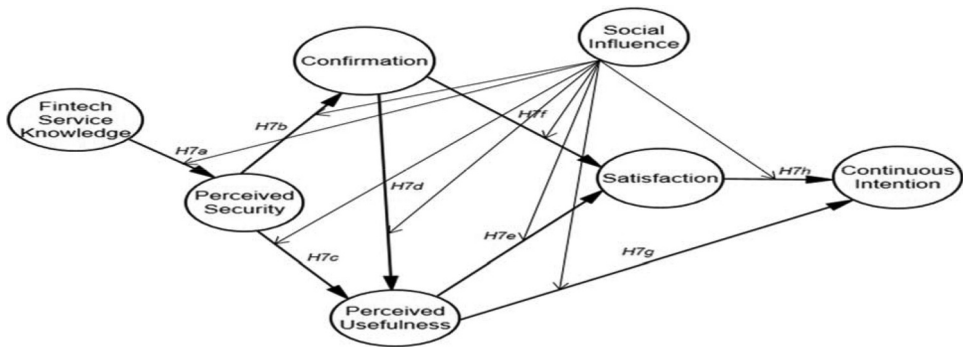 Social
Influence
Confirmation
Fintech
Service
Knowledge
H7f
H7b
H7a
Satisfaction
H7h
Continuous
Intention
Perceived
Security
H7d
H7e
H7g
H7c
Perceived
Usefulness